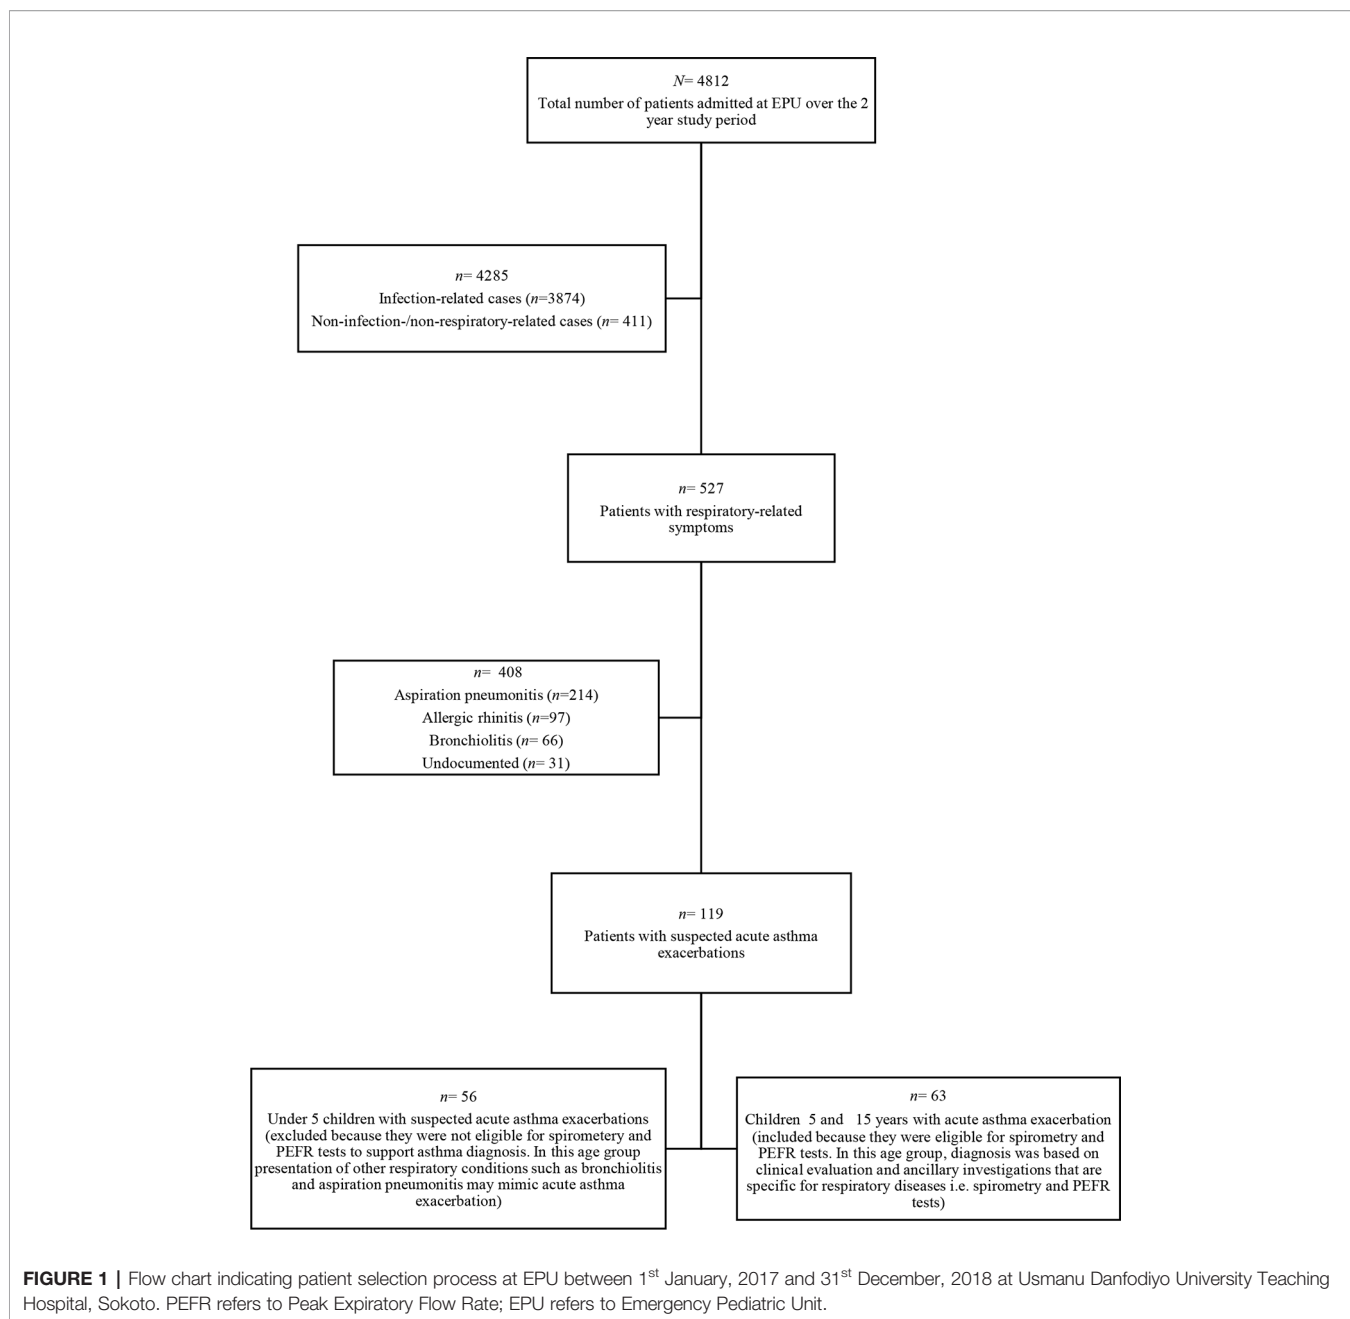 N= 4812
Total number of patients admitted at EPU over the 2
year study period
n= 4285
Infection-related cases (n=3874)
Non-infection-/non-respiratory-related cases (n= 411)
n= 527
Patients with respiratory-related
symptoms
n= 408
Aspiration pneumonitis (n=214)
Allergic rhinitis (n=97)
Bronchiolitis (n= 66)
Undocumented (n= 31)
n= 119
Patients with suspected acute asthma
exacerbations
n= 56
Under 5 children with suspected acute asthma exacerbations
(excluded because they were not eligible for spirometery and
PEFR tests to support asthma diagnosis. In this age group
presentation of other respiratory conditions such as bronchiolitis
and aspiration pneumonitis may mimic acute asthma
exacerbation)
n= 63
Children 5 and 15 years with acute asthma exacerbation
(included because they were eligible for spirometry and
PEFR tests. In this age group, diagnosis was based on
clinical evaluation and ancillary investigations that are
specific for respiratory diseases i.e. spirometry and PEFR
tests)
FIGURE 1 | Flow chart indicating patient selection process at EPU between 1st January, 2017 and 31st December, 2018 at Usmanu Danfodiyo University Teaching
Hospital, Sokoto. PEFR refers to Peak Expiratory Flow Rate; EPU refers to Emergency Pediatric Unit.